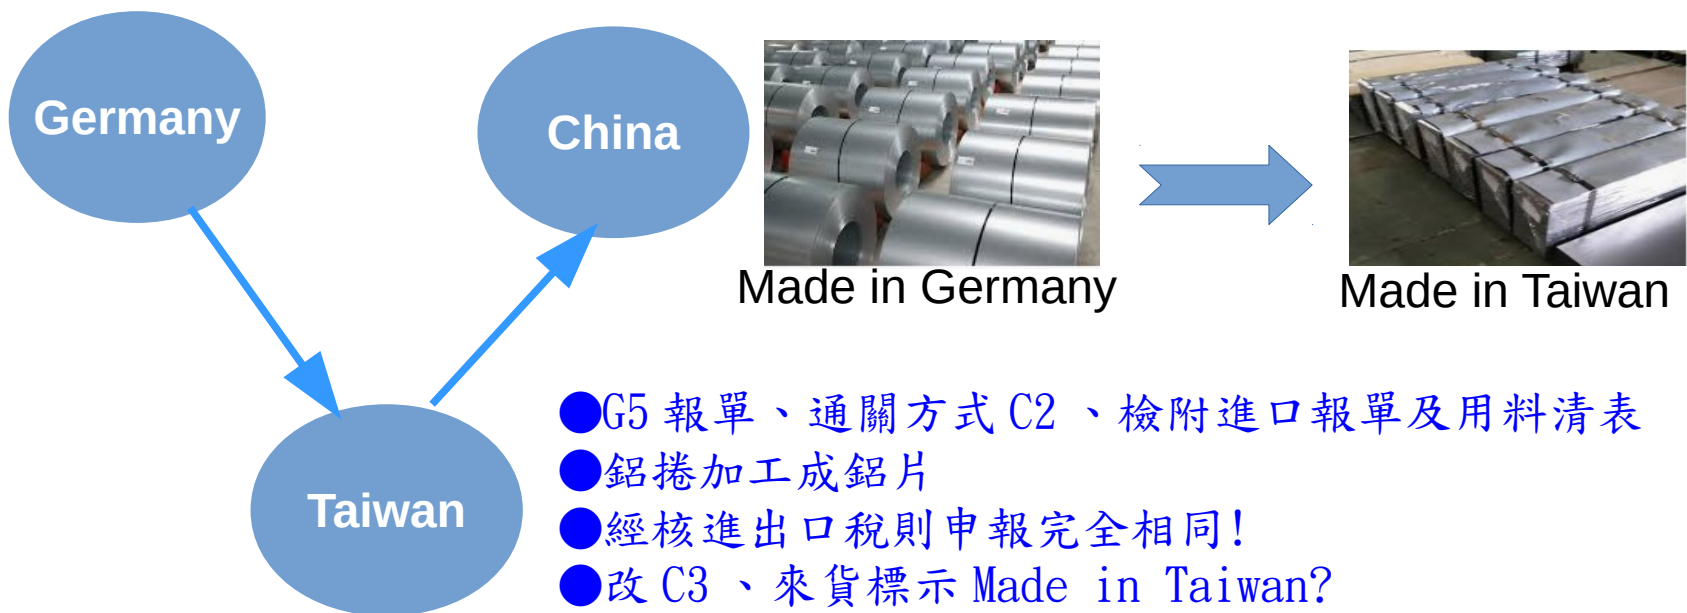 Germany
China
Taiwan
Made in Germany
Made in Taiwan
●G5報單、通關方式C2、檢附進口報單及用料清表
●鋁捲加工成鋁片
●經核進出口稅則申報完全相同!
●改C3、來貨標示Made in Taiwan?